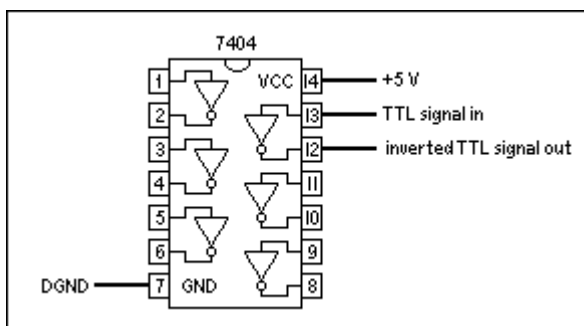 7404
1 VCC 14 +5 V
2 13 TTL signal in
3 12 inverted TTL signal out
4 11
5 10
6 9
DGND 7 GND 8